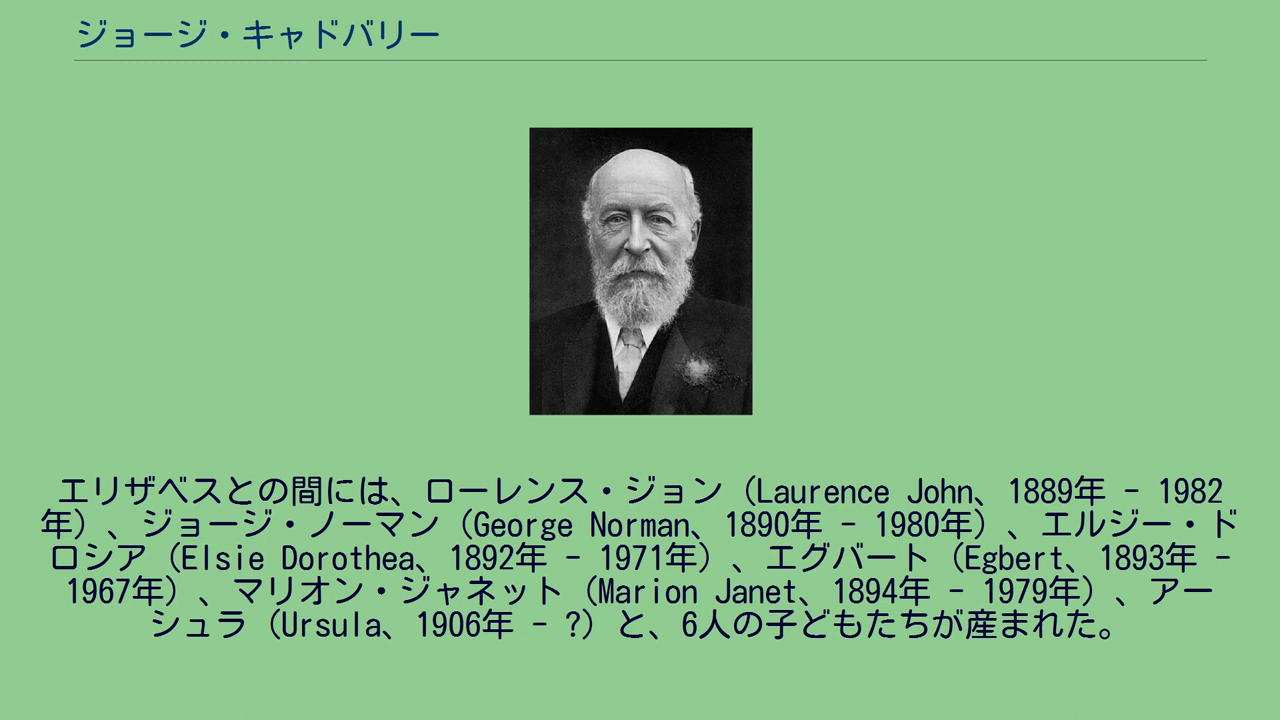 ジョージ・キャドバリー
エリザベスとの間には、ローレンス・ジョン（Laurence John、1889年 - 1982
年）、ジョージ・ノーマン（George Norman、1890年 - 1980年）、エルジー・ド
ロシア（Elsie Dorothea、1892年 - 1971年）、エグバート（Egbert、1893年 -
1967年）、マリオン・ジャネット（Marion Janet、1894年 - 1979年）、アー
シュラ（Ursula、1906年 - ?）と、6人の子どもたちが産まれた。